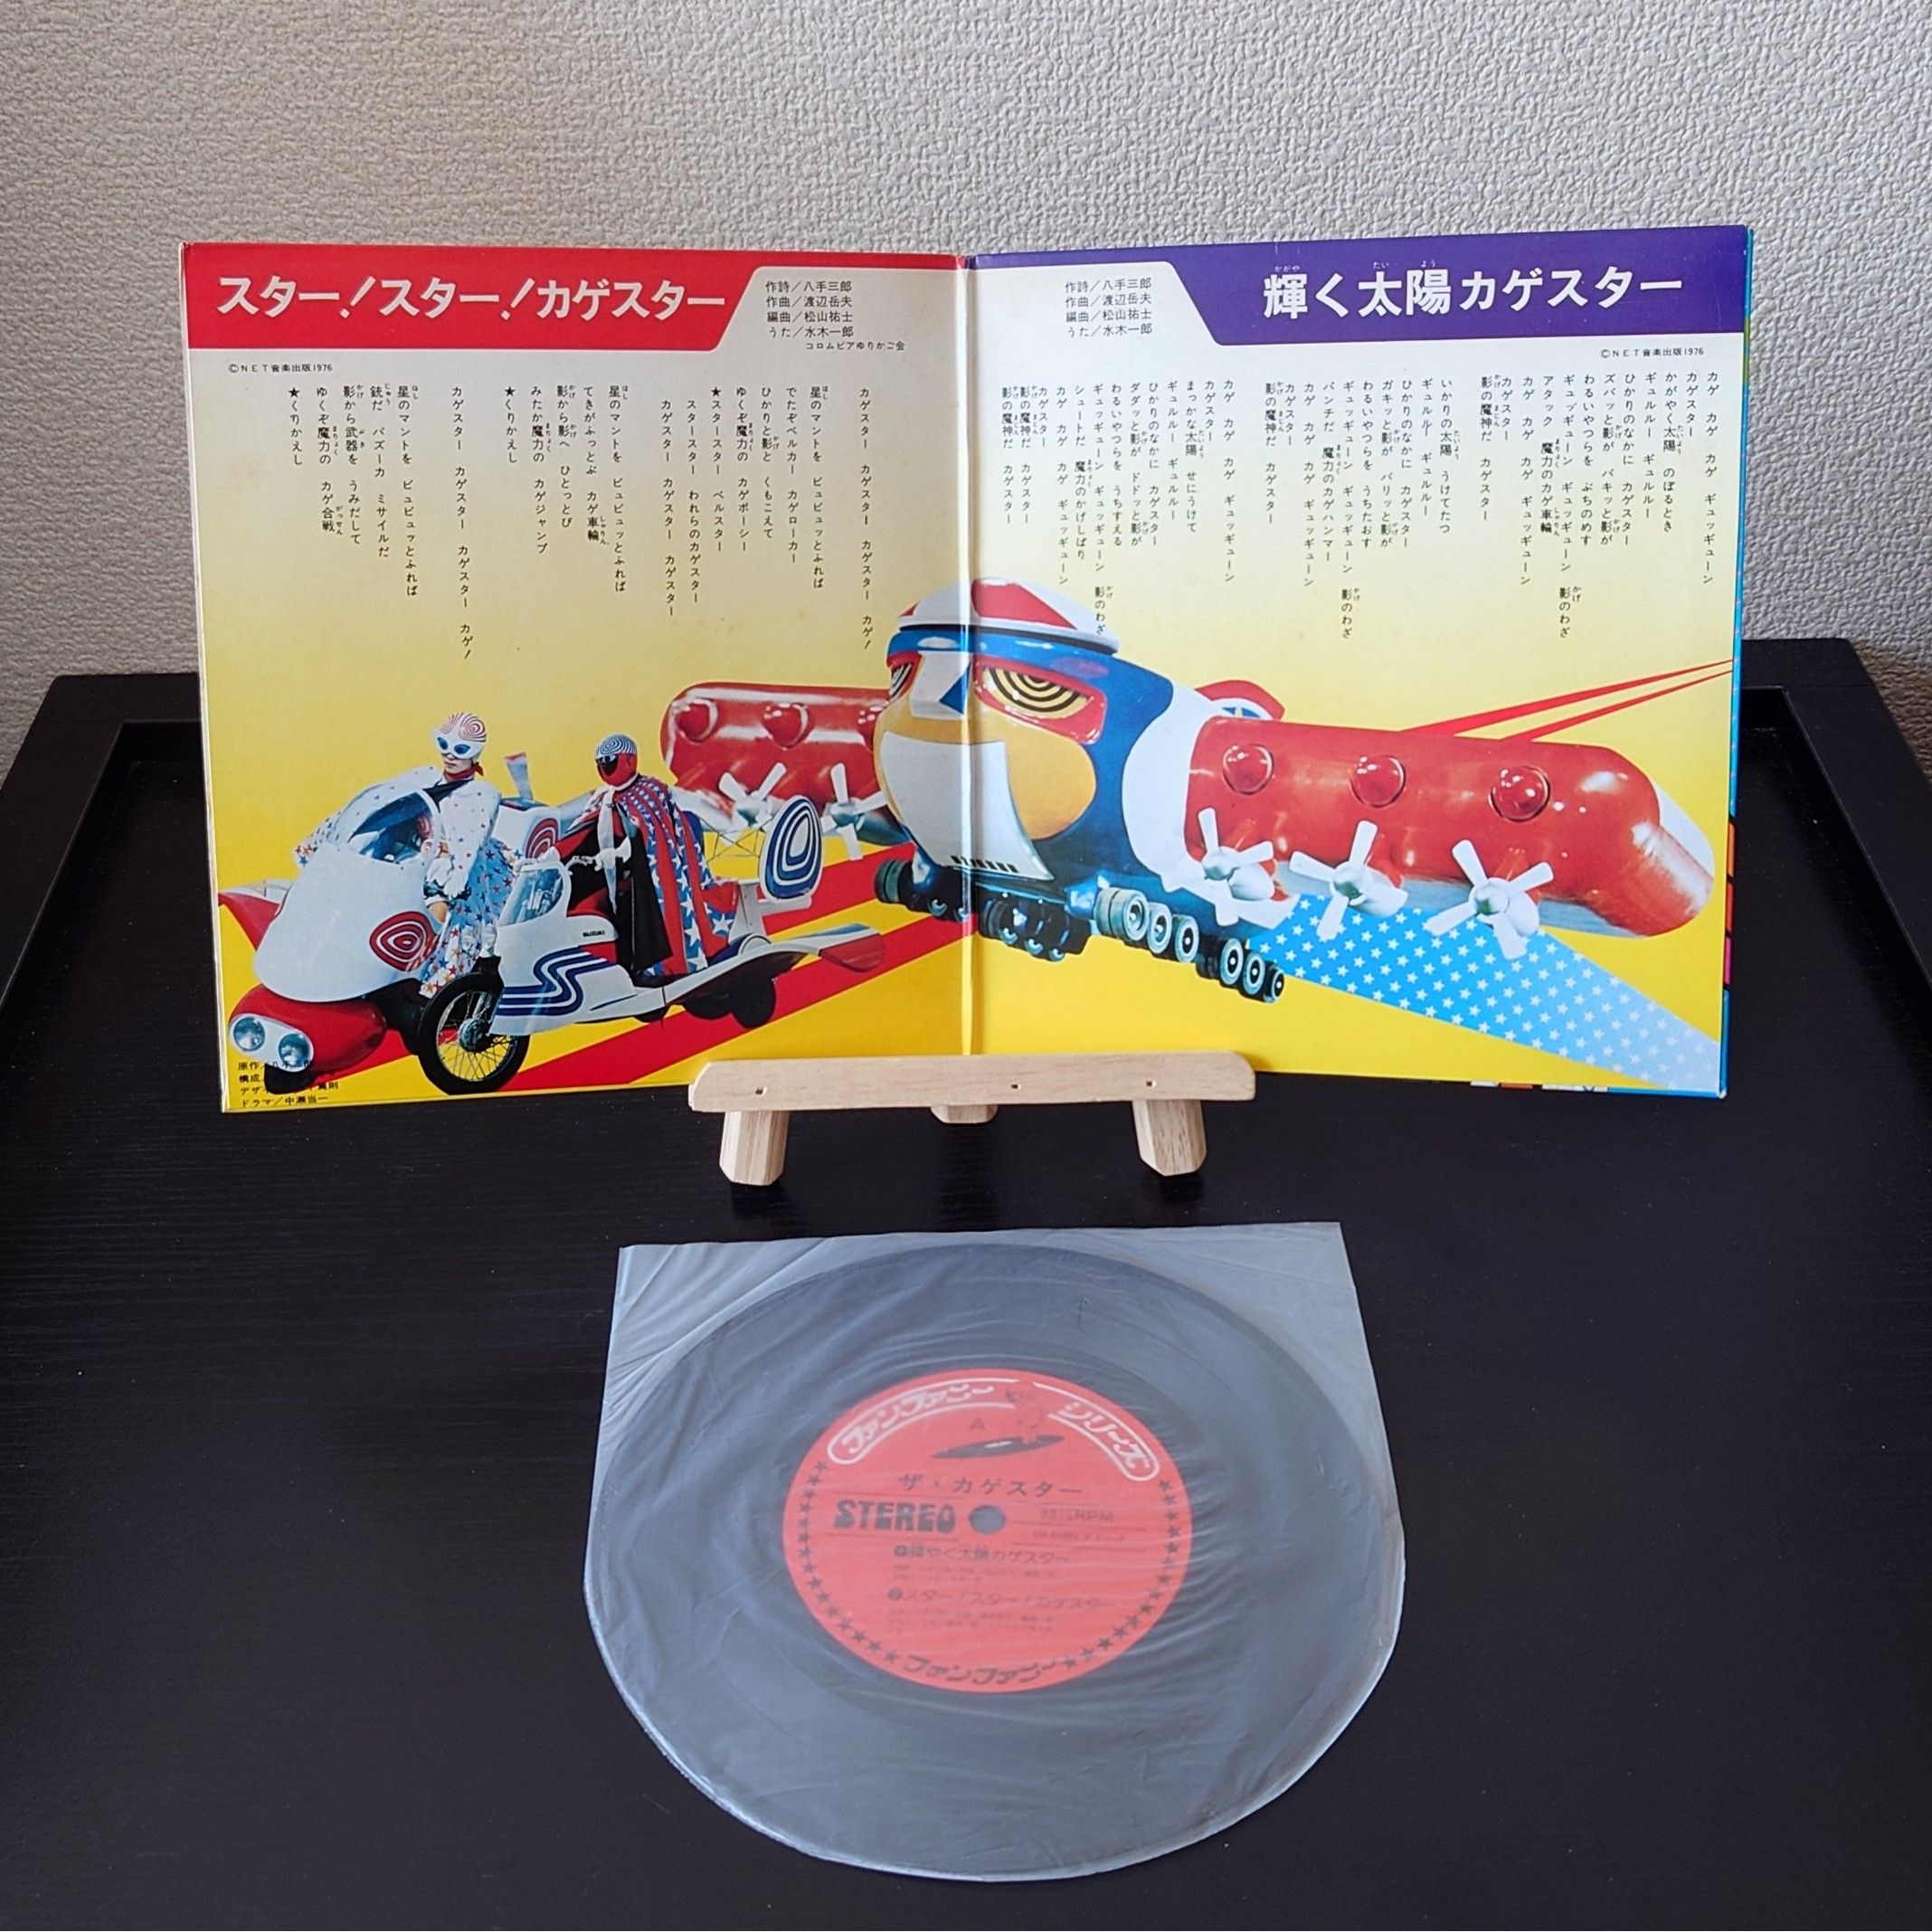 スター!スター!カゲスター
作詩/八手三郎
作曲/渡辺岳夫
編曲/松山祐士
うた/水木一郎
コロムビアゆりかご会
©NET音楽出版1976
カゲスター カゲスター カゲスター カゲ!
星のマントを ビュビュッとふれば
でたぞベルカー カゲローカー
ひかりと影と くもこえて
ゆくぞ魔力の カゲボーシー
★スタースター ベルスター
スタースター われらのカゲスター
カゲスター カゲスター カゲスター
星のマントを ビュビュッとふれば
てきがふっとぶ カゲ車輪
影から影へ ひとっとび
みたか魔力の カゲジャンプ
★くりかえし
カゲスター カゲスター カゲスター カゲ!
星のマントを ビュビュッとふれば
銃だ バズーカ ミサイルだ
影から武器を うみだして
ゆくぞ魔力の カゲ合戦
★くりかえし
SUZUKI
原作/八手三郎
構成
デザ
ドラマ/中瀬当一
輝く太陽カゲスター
作詩/八手三郎
作曲/渡辺岳夫
編曲/松山祐士
うた/水木一郎
©NET音楽出版1976
カゲ カゲ カゲ ギュッギューン
カゲスター
かがやく太陽 のぼるとき
ギュルルー ギュルルー
ひかりのなかに カゲスター
ズバッと影が バキッと影が
わるいやつらを ぶちのめす
ギュッギューン ギュッギューン 影のわざ
アタック 魔力のカゲ車輪
カゲ カゲ カゲ ギュッギューン
カゲスター
影の魔神だ カゲスター
いかりの太陽 うけてたつ
ギュルルー ギュルルー
ひかりのなかに カゲスター
ガキッと影が バリッと影が
わるいやつらを うちたおす
ギュッギューン ギュッギューン 影のわざ
パンチだ 魔力のカゲハンマー
カゲ カゲ カゲ ギュッギューン
カゲスター
影の魔神だ カゲスター
カゲ カゲ カゲ ギュッギューン
カゲスター
まっかな太陽 せにうけて
ギュルルー ギュルルー
ひかりのなかに カゲスター
ダダッと影が ドドッと影が
わるいやつらを うちすえる
ギュッギューン ギュッギューン 影のわざ
シュートだ 魔力のかげしばり
カゲ カゲ カゲ ギュッギューン
カゲスター
影の魔神だ カゲスター
影の魔神だ カゲスター
ファンファン シリーズ
A
ザ・カゲスター
STEREO
33⅓RPM
❶輝やく太陽カゲスター
❷スター!スター!カゲスター
ファンファン